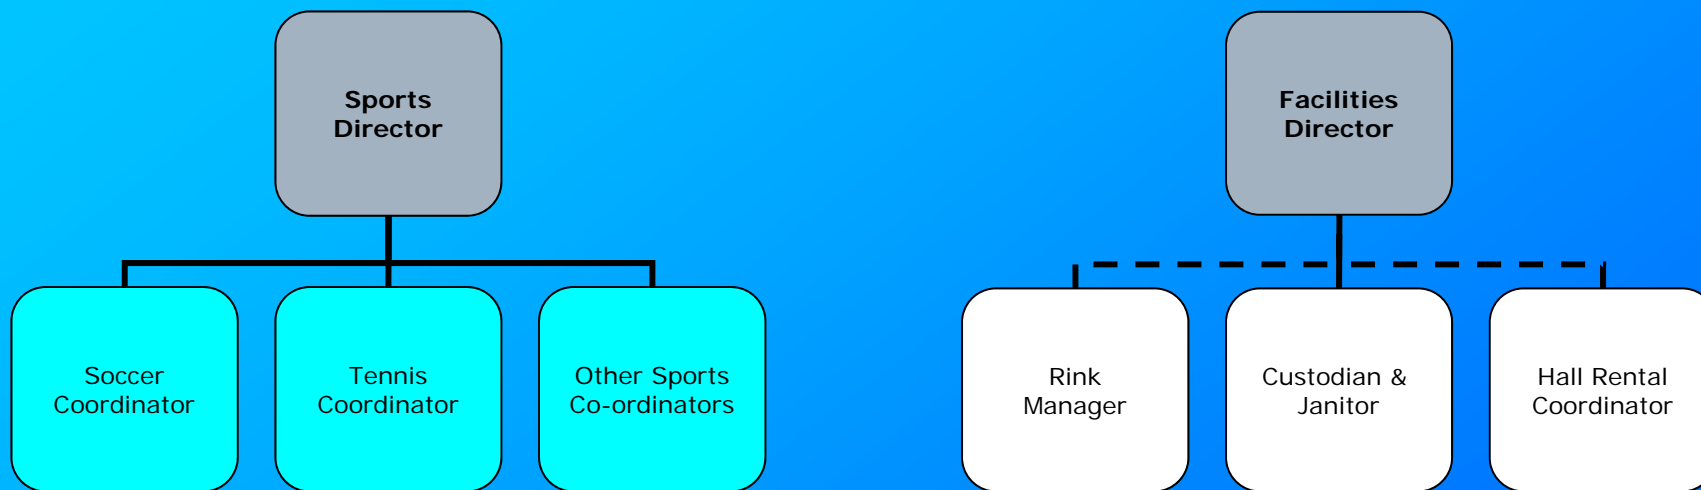 Sports
Director
Facilities
Director
Soccer
Coordinator
Tennis
Coordinator
Other Sports
Co-ordinators
Rink
Manager
Custodian &
Janitor
Hall Rental
Coordinator